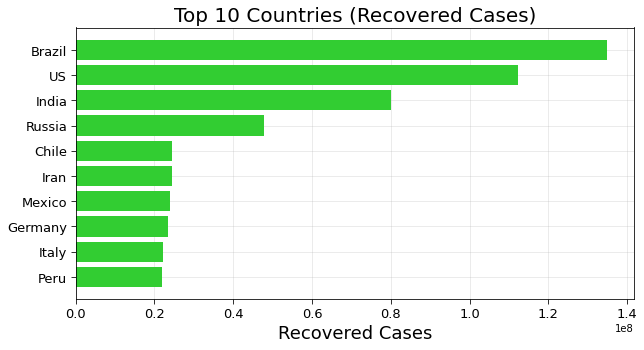 Top 10 Countries (Recovered Cases)
Brazil
US
India
Russia
Chile
Iran
Mexico
Germany
Italy
Peru
0.0 0.2 0.4 0.6 0.8 1.0 1.2 1.4
1e8
Recovered Cases